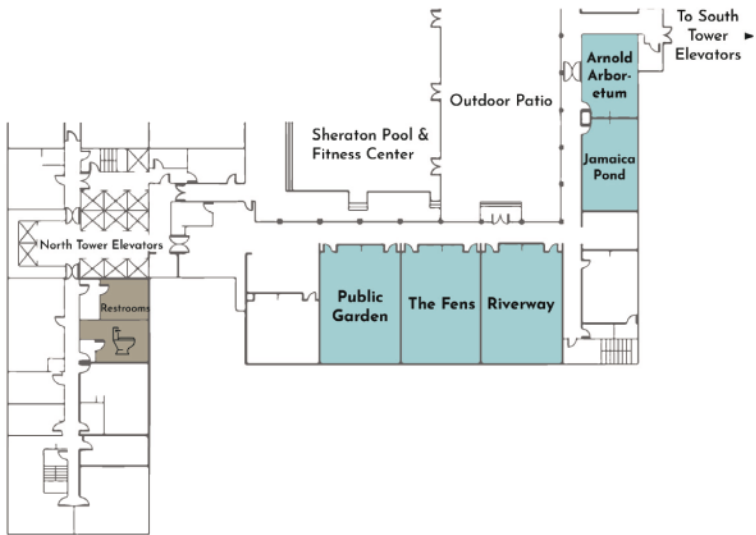 To South
Tower
Elevators
Arnold
Arbor-
etum
Outdoor Patio
Sheraton Pool &
Fitness Center
Jamaica
Pond
North Tower Elevators
Public
Garden
The Fens
Riverway
Restrooms